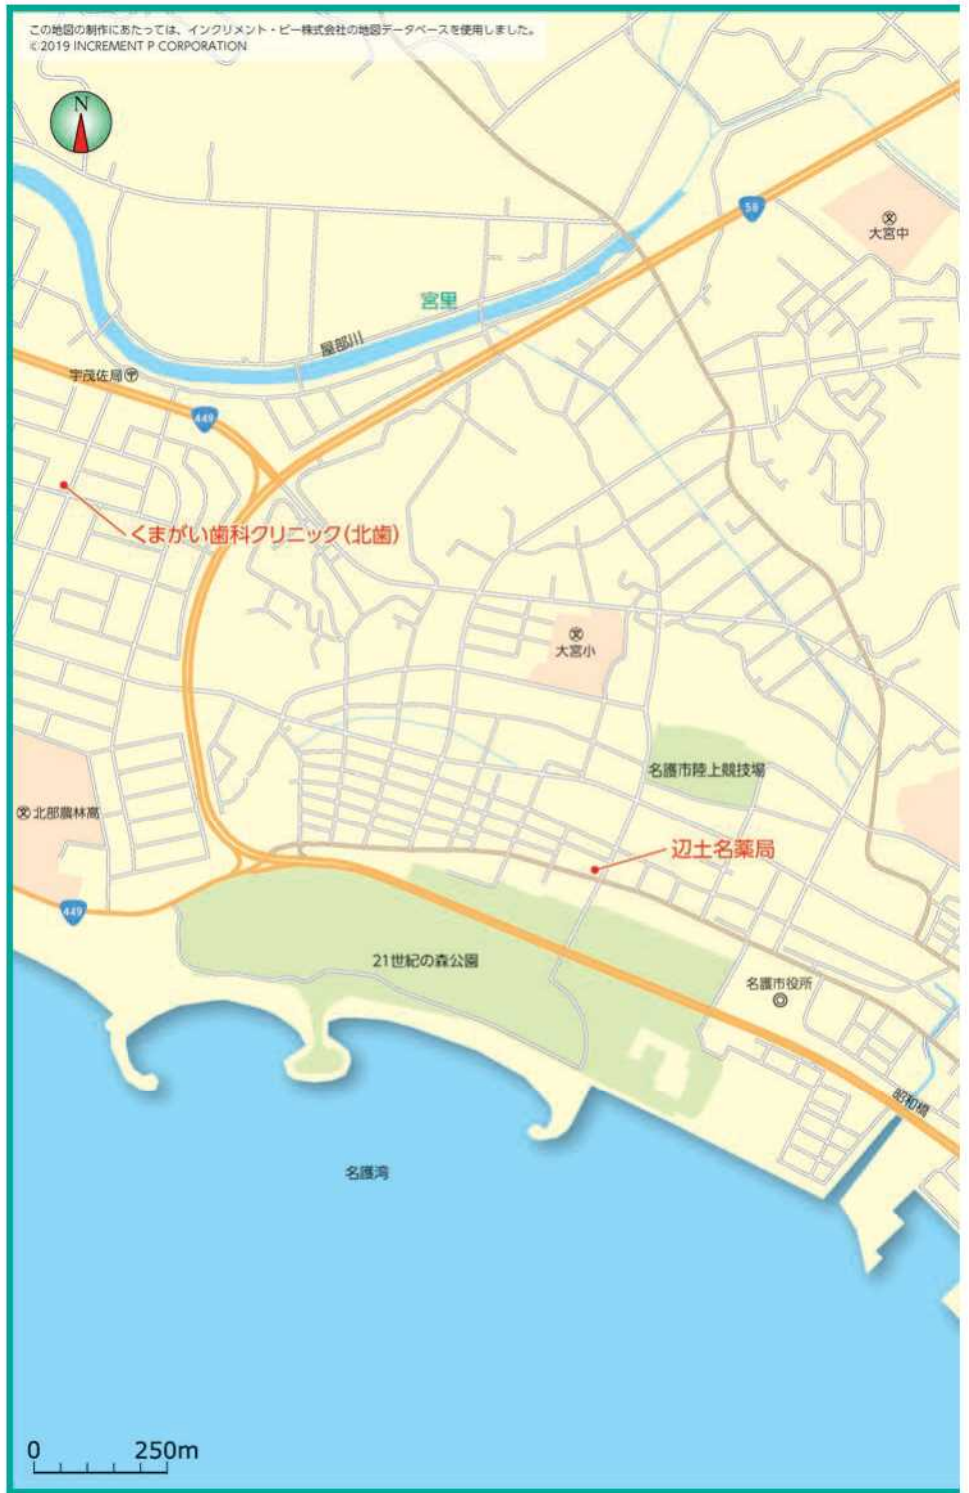 この地図の制作にあたっては、インクリメント・ピー株式会社の地図データベースを使用しました。
©2019 INCREMENT P CORPORATION
N
58
大宮中
宮里
屋部川
宇茂佐局
449
くまがい歯科クリニック(北歯)
大宮小
名護市陸上競技場
北部農林高
辺土名薬局
449
21世紀の森公園
名護市役所
昭和橋
名護湾
0 250m